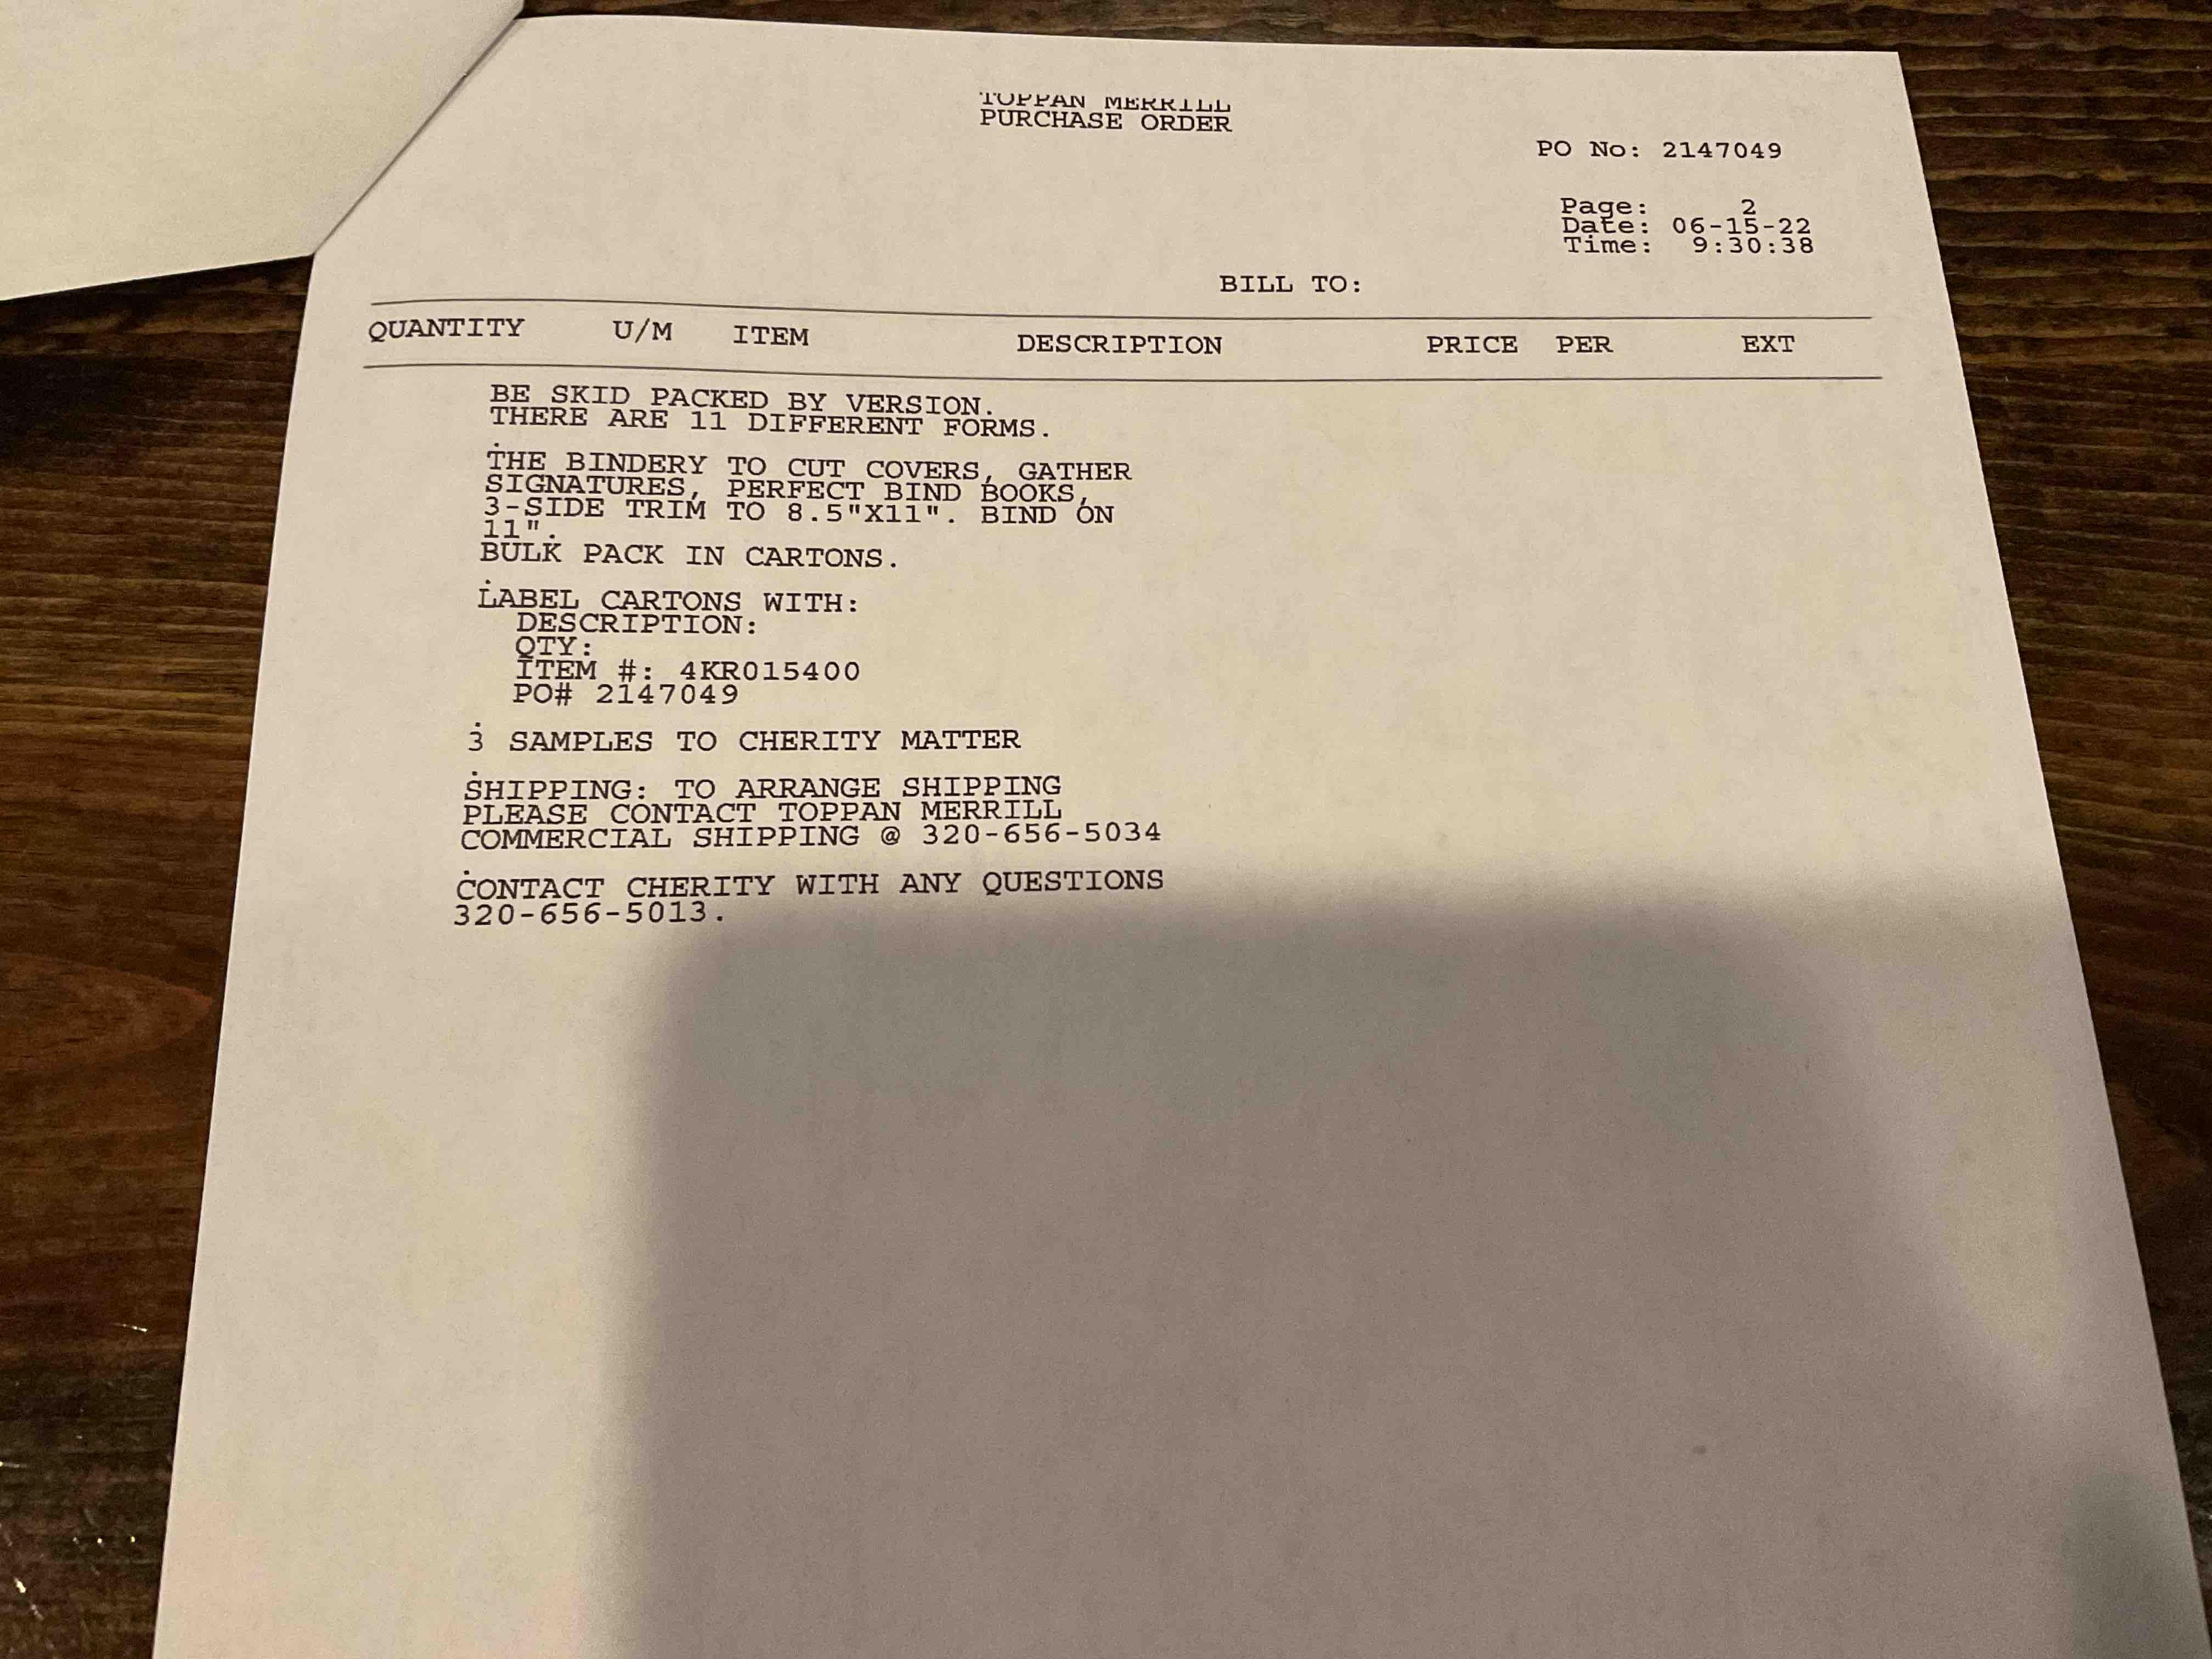 TOPPAN MERRILL
PURCHASE ORDER
PO No: 2147049
Page: 2
Date: 06-15-22
Time: 9:30:38
BILL TO:
QUANTITY U/M ITEM DESCRIPTION PRICE PER EXT
BE SKID PACKED BY VERSION.
THERE ARE 11 DIFFERENT FORMS.
.
THE BINDERY TO CUT COVERS, GATHER
SIGNATURES, PERFECT BIND BOOKS,
3-SIDE TRIM TO 8.5"X11". BIND ON
11".
BULK PACK IN CARTONS.
.
LABEL CARTONS WITH:
DESCRIPTION:
QTY:
ITEM #: 4KR015400
PO# 2147049
.
3 SAMPLES TO CHERITY MATTER
.
SHIPPING: TO ARRANGE SHIPPING
PLEASE CONTACT TOPPAN MERRILL
COMMERCIAL SHIPPING @ 320-656-5034
.
CONTACT CHERITY WITH ANY QUESTIONS
320-656-5013.